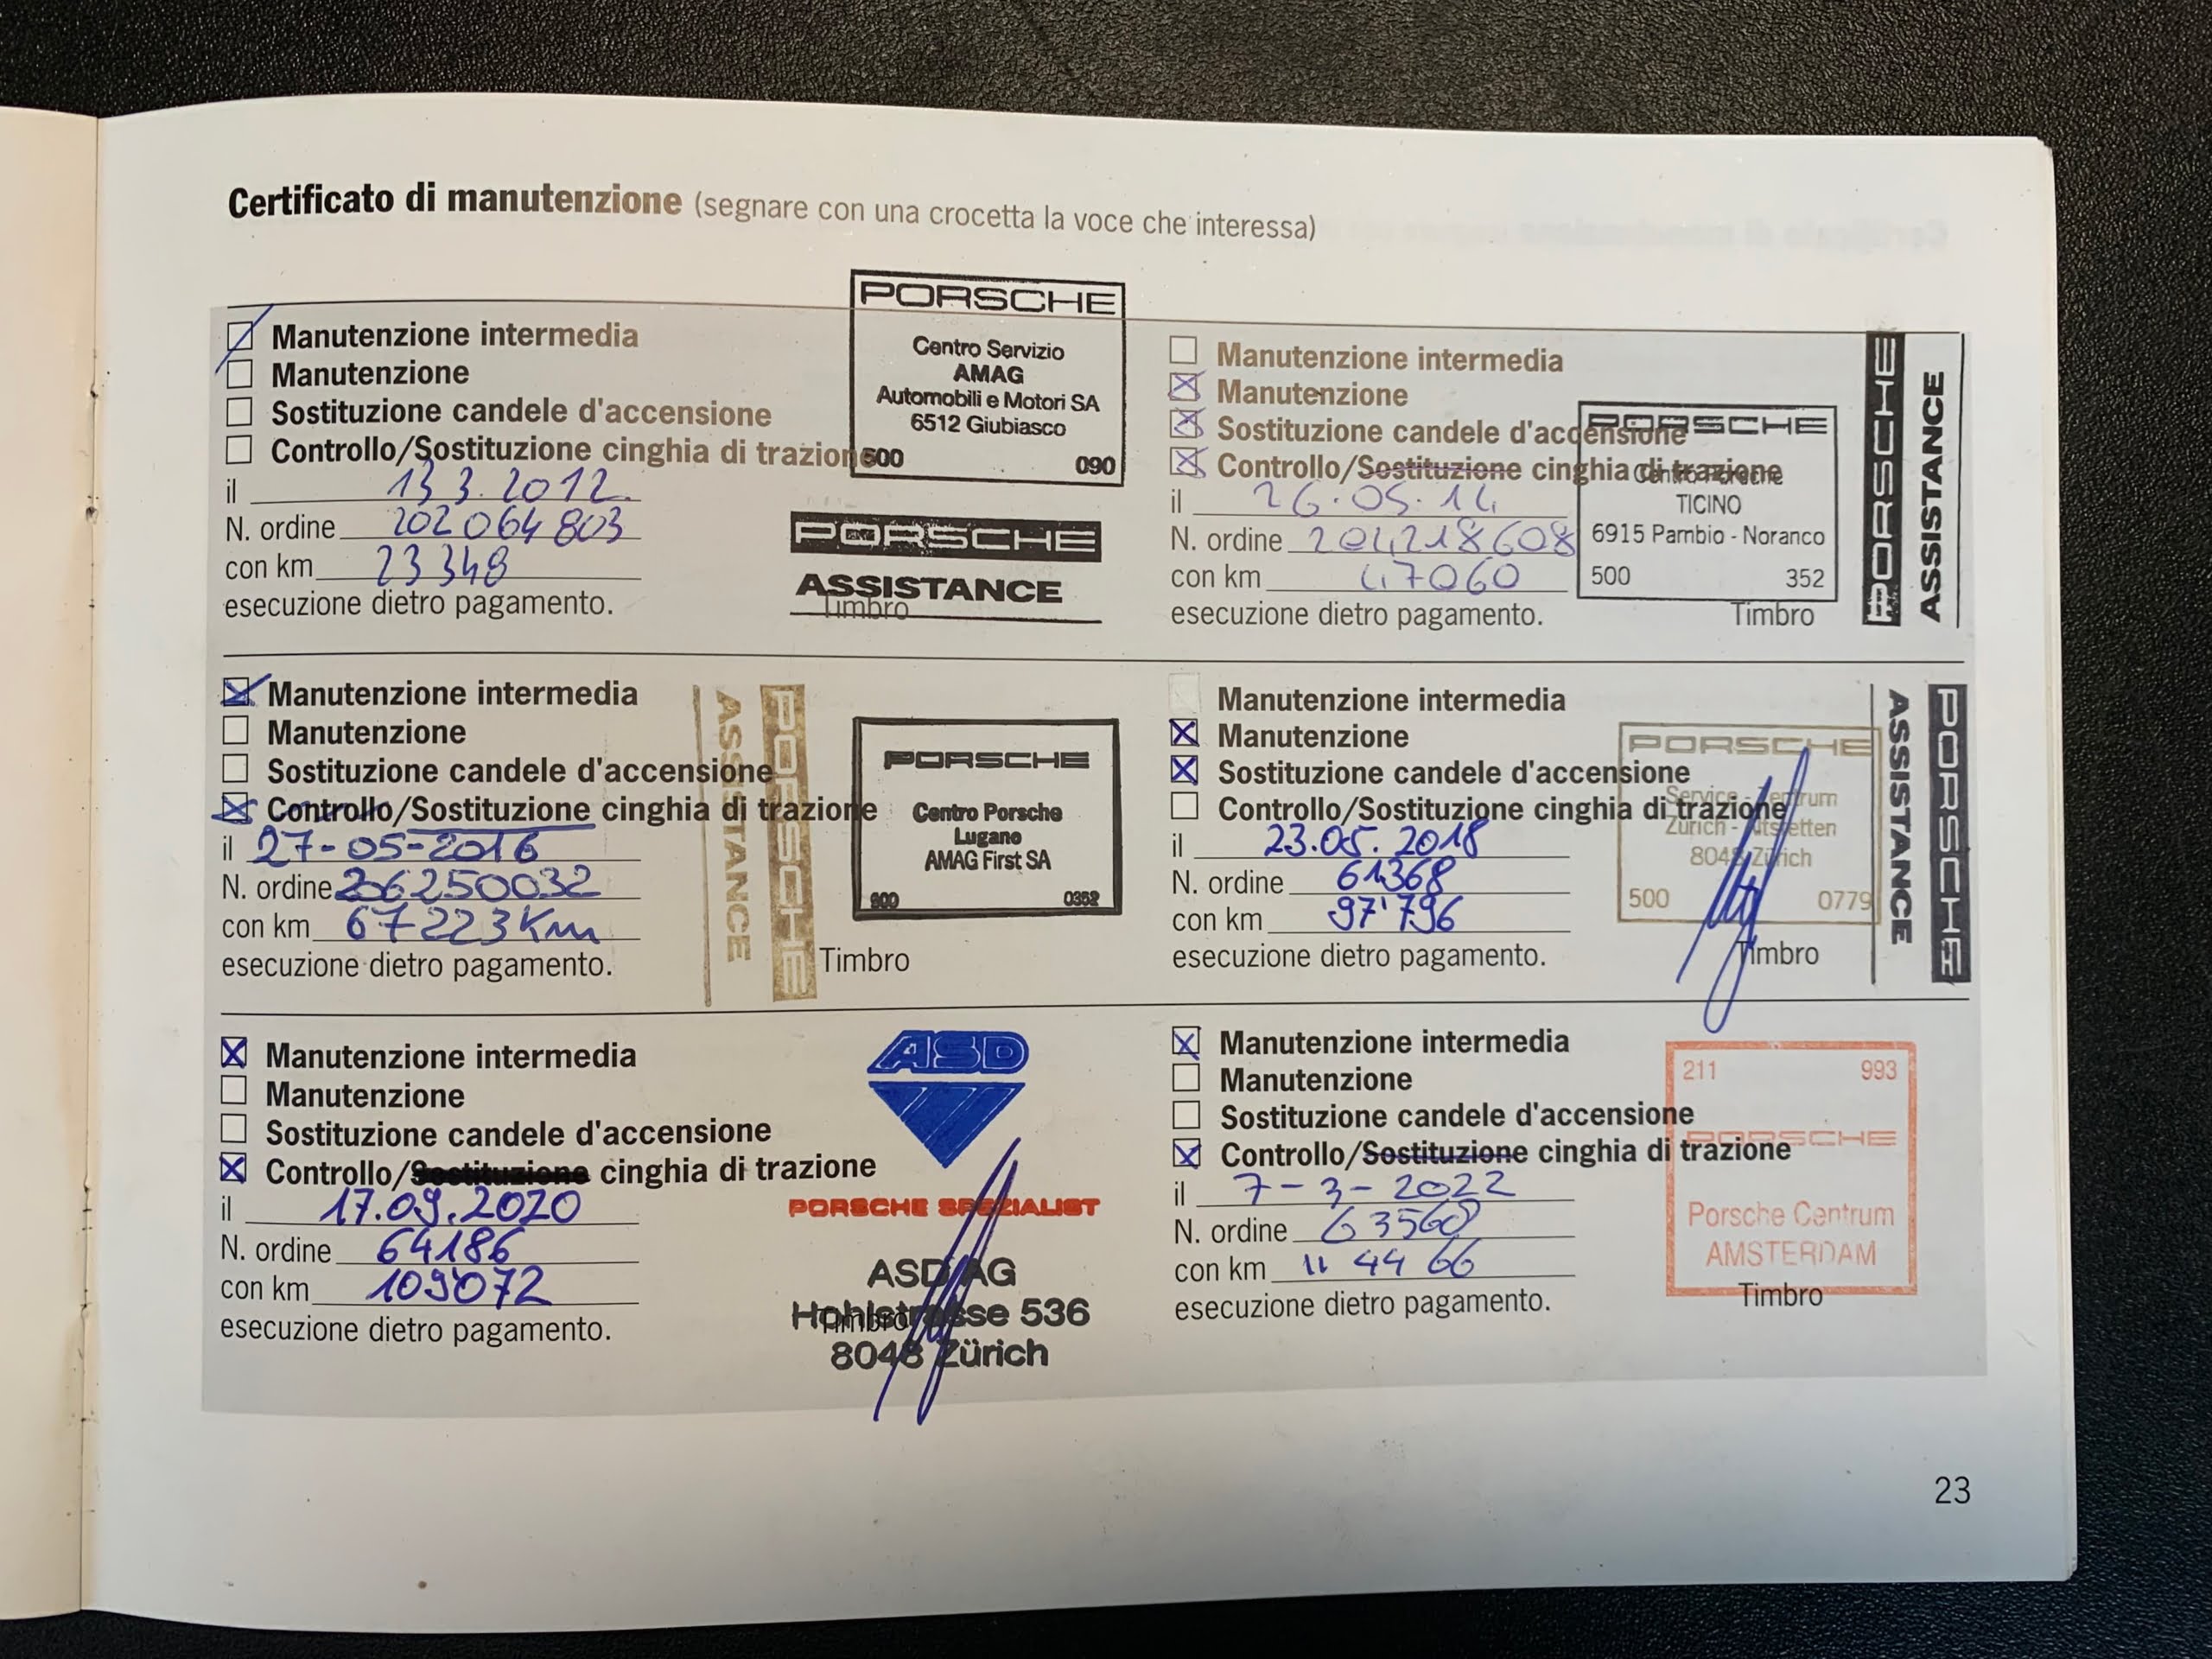 Certificato di manutenzione (segnare con una crocetta la voce che interessa)
Manutenzione intermedia
Manutenzione
Sostituzione candele d'accensione
Controllo/Sostituzione cinghia di trazione
il 13.3.2012.
N. ordine 202064803
con km 23348
esecuzione dietro pagamento.
PORSCHE
Centro Servizio
AMAG
Automobili e Motori SA
6512 Giubiasco
500 090
PORSCHE
ASSISTANCE
Timbro
Manutenzione intermedia
Manutenzione
Sostituzione candele d'accensione
Controllo/Sostituzione cinghia di trazione
il 26.05.14
N. ordine 204218608
con km 47060
esecuzione dietro pagamento.
PORSCHE
Centro Porsche
TICINO
6915 Pambio - Noranco
500 352
Timbro
PORSCHE
ASSISTANCE
Manutenzione intermedia
Manutenzione
Sostituzione candele d'accensione
Controllo/Sostituzione cinghia di trazione
il 27-05-2016
N. ordine 206250032
con km 67223 Km
esecuzione dietro pagamento.
ASSISTANCE
PORSCHE
PORSCHE
Centro Porsche
Lugano
AMAG First SA
500 0352
Timbro
Manutenzione intermedia
Manutenzione
Sostituzione candele d'accensione
Controllo/Sostituzione cinghia di trazione
il 23.05.2018
N. ordine 61368
con km 97'796
esecuzione dietro pagamento.
PORSCHE
Service - Zentrum
Zürich - Altstetten
8048 Zürich
500 0779
Timbro
ASSISTANCE
PORSCHE
Manutenzione intermedia
Manutenzione
Sostituzione candele d'accensione
Controllo/Sostituzione cinghia di trazione
il 17.09.2020
N. ordine 64186
con km 109'072
esecuzione dietro pagamento.
ASD
PORSCHE SPEZIALIST
ASD AG
Hohlstrasse 536
8048 Zürich
Timbro
Manutenzione intermedia
Manutenzione
Sostituzione candele d'accensione
Controllo/Sostituzione cinghia di trazione
il 7-3-2022
N. ordine 63560
con km 114466
esecuzione dietro pagamento.
211 993
PORSCHE
Porsche Centrum
AMSTERDAM
Timbro
23